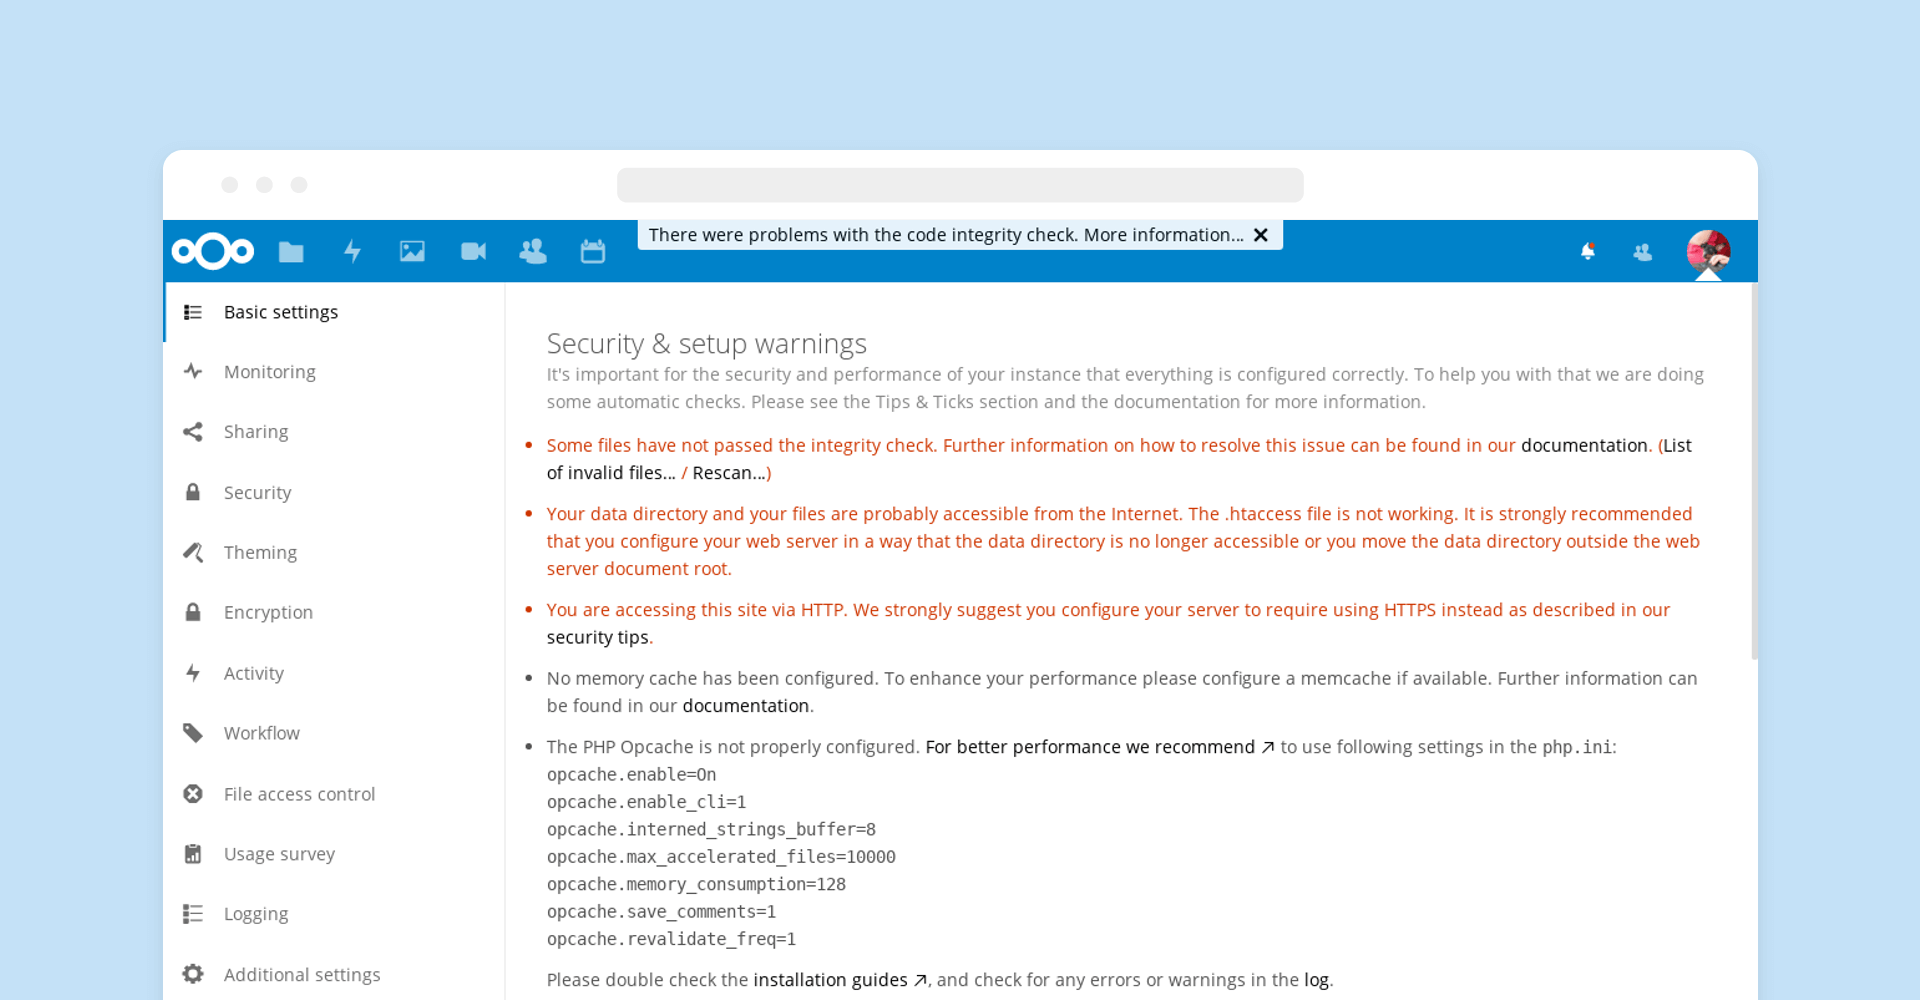 There were problems with the code integrity check. More information...
Basic settings
Monitoring
Sharing
Security
Theming
Encryption
Activity
Workflow
File access control
Usage survey
Logging
Additional settings
Security & setup warnings
It's important for the security and performance of your instance that everything is configured correctly. To help you with that we are doing
some automatic checks. Please see the Tips & Ticks section and the documentation for more information.
• Some files have not passed the integrity check. Further information on how to resolve this issue can be found in our documentation. (List
of invalid files... / Rescan...)
• Your data directory and your files are probably accessible from the Internet. The .htaccess file is not working. It is strongly recommended
that you configure your web server in a way that the data directory is no longer accessible or you move the data directory outside the web
server document root.
• You are accessing this site via HTTP. We strongly suggest you configure your server to require using HTTPS instead as described in our
security tips.
• No memory cache has been configured. To enhance your performance please configure a memcache if available. Further information can
be found in our documentation.
• The PHP Opcache is not properly configured. For better performance we recommend ↗ to use following settings in the php.ini:
opcache.enable=On
opcache.enable_cli=1
opcache.interned_strings_buffer=8
opcache.max_accelerated_files=10000
opcache.memory_consumption=128
opcache.save_comments=1
opcache.revalidate_freq=1
Please double check the installation guides ↗, and check for any errors or warnings in the log.